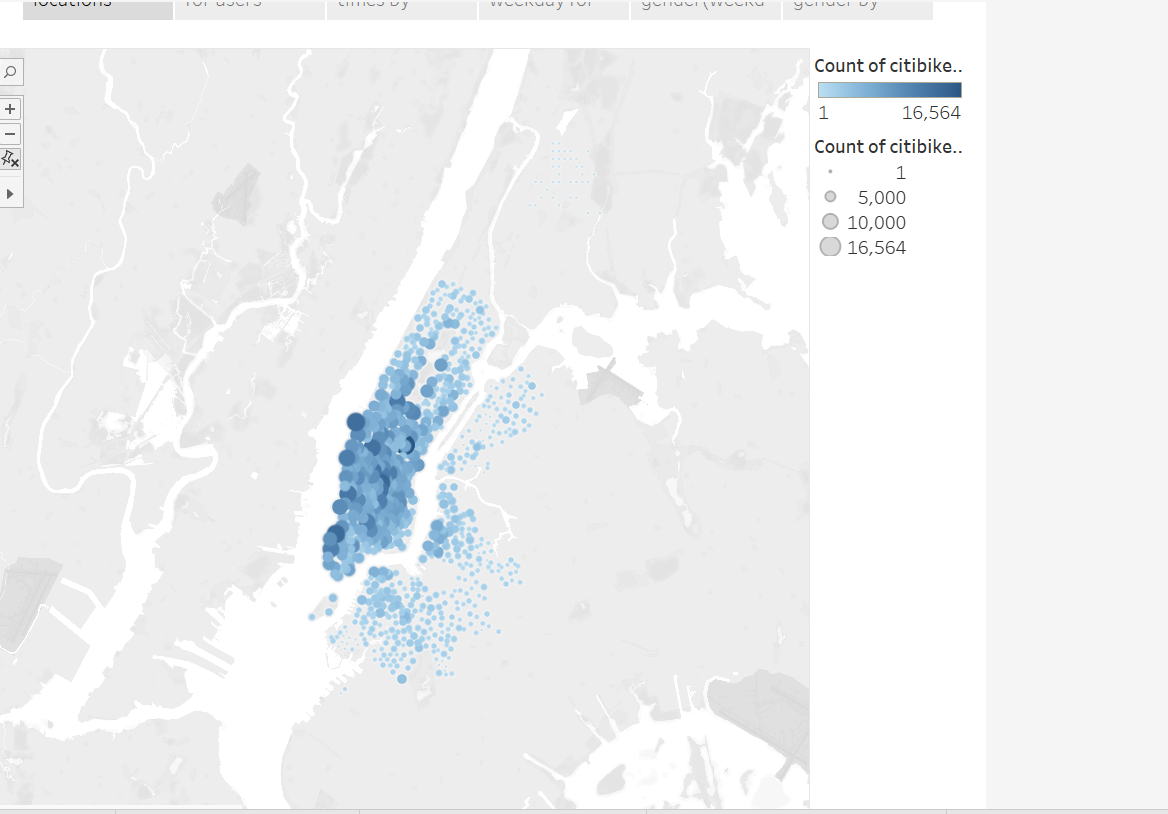 locations
for users
times by
weekday for
gender (weekd
gender by
Count of citibike..
1 16,564
Count of citibike..
1
5,000
10,000
16,564